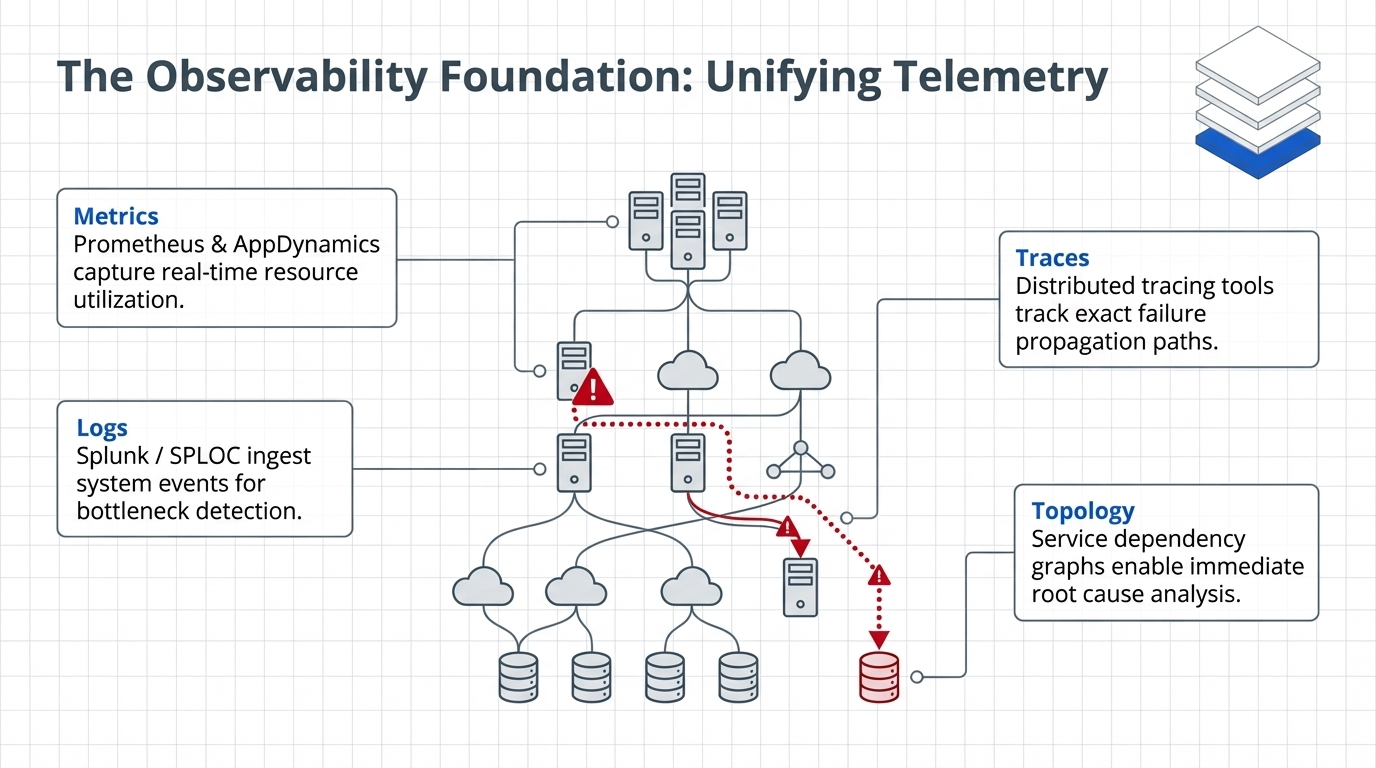 The Observability Foundation: Unifying Telemetry
Metrics
Prometheus & AppDynamics
capture real-time resource
utilization.
Logs
Splunk / SPLOC ingest
system events for
bottleneck detection.
Traces
Distributed tracing tools
track exact failure
propagation paths.
Topology
Service dependency
graphs enable immediate
root cause analysis.